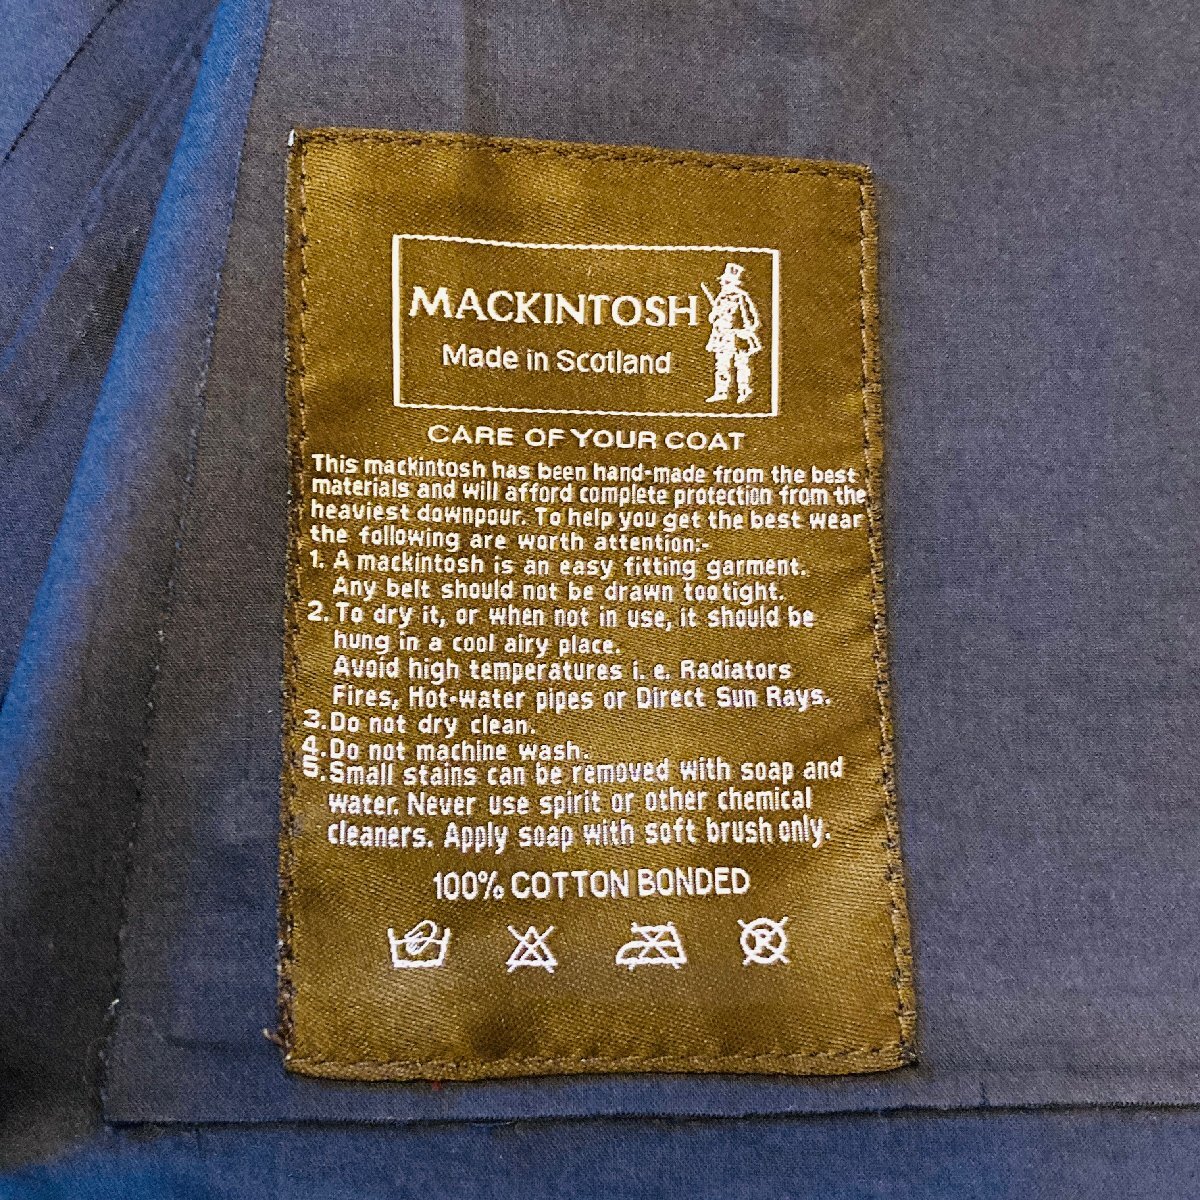 MACKINTOSH
Made in Scotland
CARE OF YOUR COAT
This mackintosh has been hand-made from the best
materials and will afford complete protection from the
heaviest downpour. To help you get the best wear
the following are worth attention:-
1. A mackintosh is an easy fitting garment.
Any belt should not be drawn too tight.
2. To dry it, or when not in use, it should be
hung in a cool airy place.
Avoid high temperatures i. e. Radiators
Fires, Hot-water pipes or Direct Sun Rays.
3. Do not dry clean.
4. Do not machine wash.
5. Small stains can be removed with soap and
water. Never use spirit or other chemical
cleaners. Apply soap with soft brush only.
100% COTTON BONDED
R